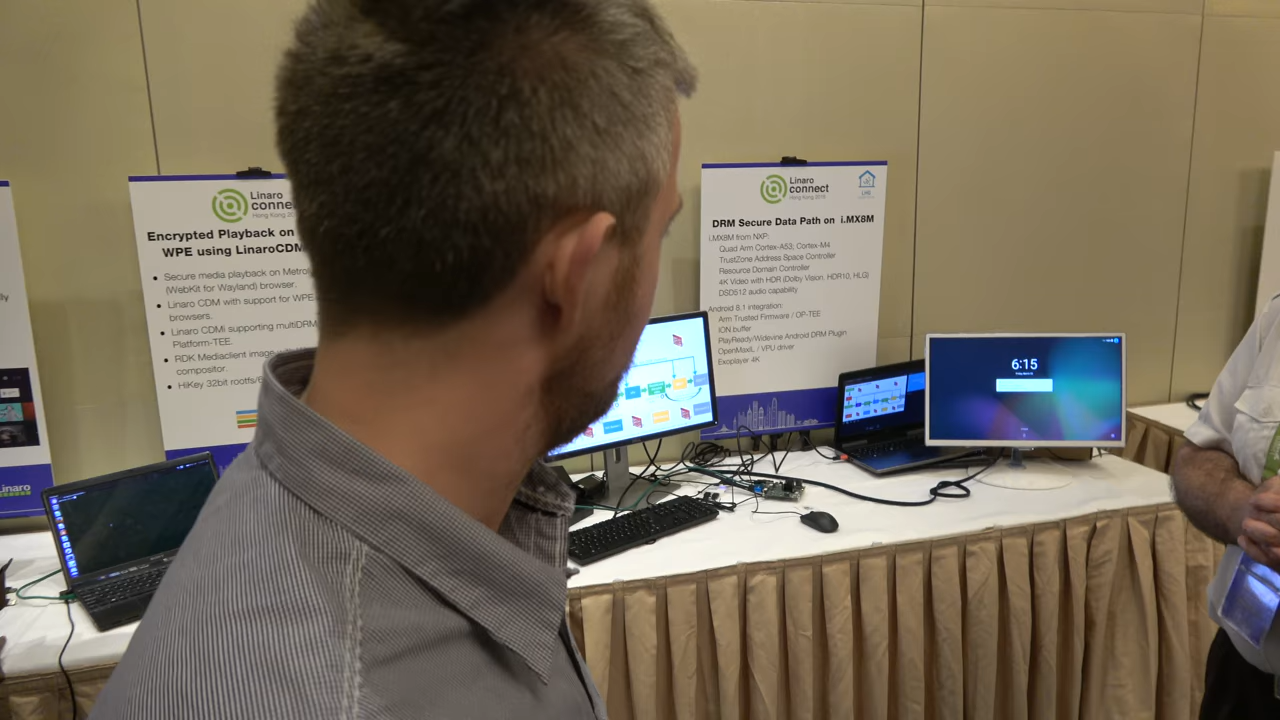 Linaro
connec
Hong Kong 20
Encrypted Playback on
WPE using LinaroCDM
• Secure media playback on Metrol
(WebKit for Wayland) browser.
• Linaro CDM with support for WPE
browsers.
• Linaro CDMi supporting multiDRM
Platform-TEE.
• RDK Mediaclient image
compositor.
• HiKey 32bit rootfs/6
Linaro
connect
Hong Kong 2018
LHG
DRM Secure Data Path on i.MX8M
i.MX8M from NXP:
Quad Arm Cortex-A53; Cortex-M4
TrustZone Address Space Controller
Resource Domain Controller
4K Video with HDR (Dolby Vision, HDR10, HLG)
DSD512 audio capability
Android 8.1 integration:
Arm Trusted Firmware / OP-TEE
ION buffer
PlayReady/Widevine Android DRM Plugin
OpenMaxIL / VPU driver
Exoplayer 4K
6:15
Linaro